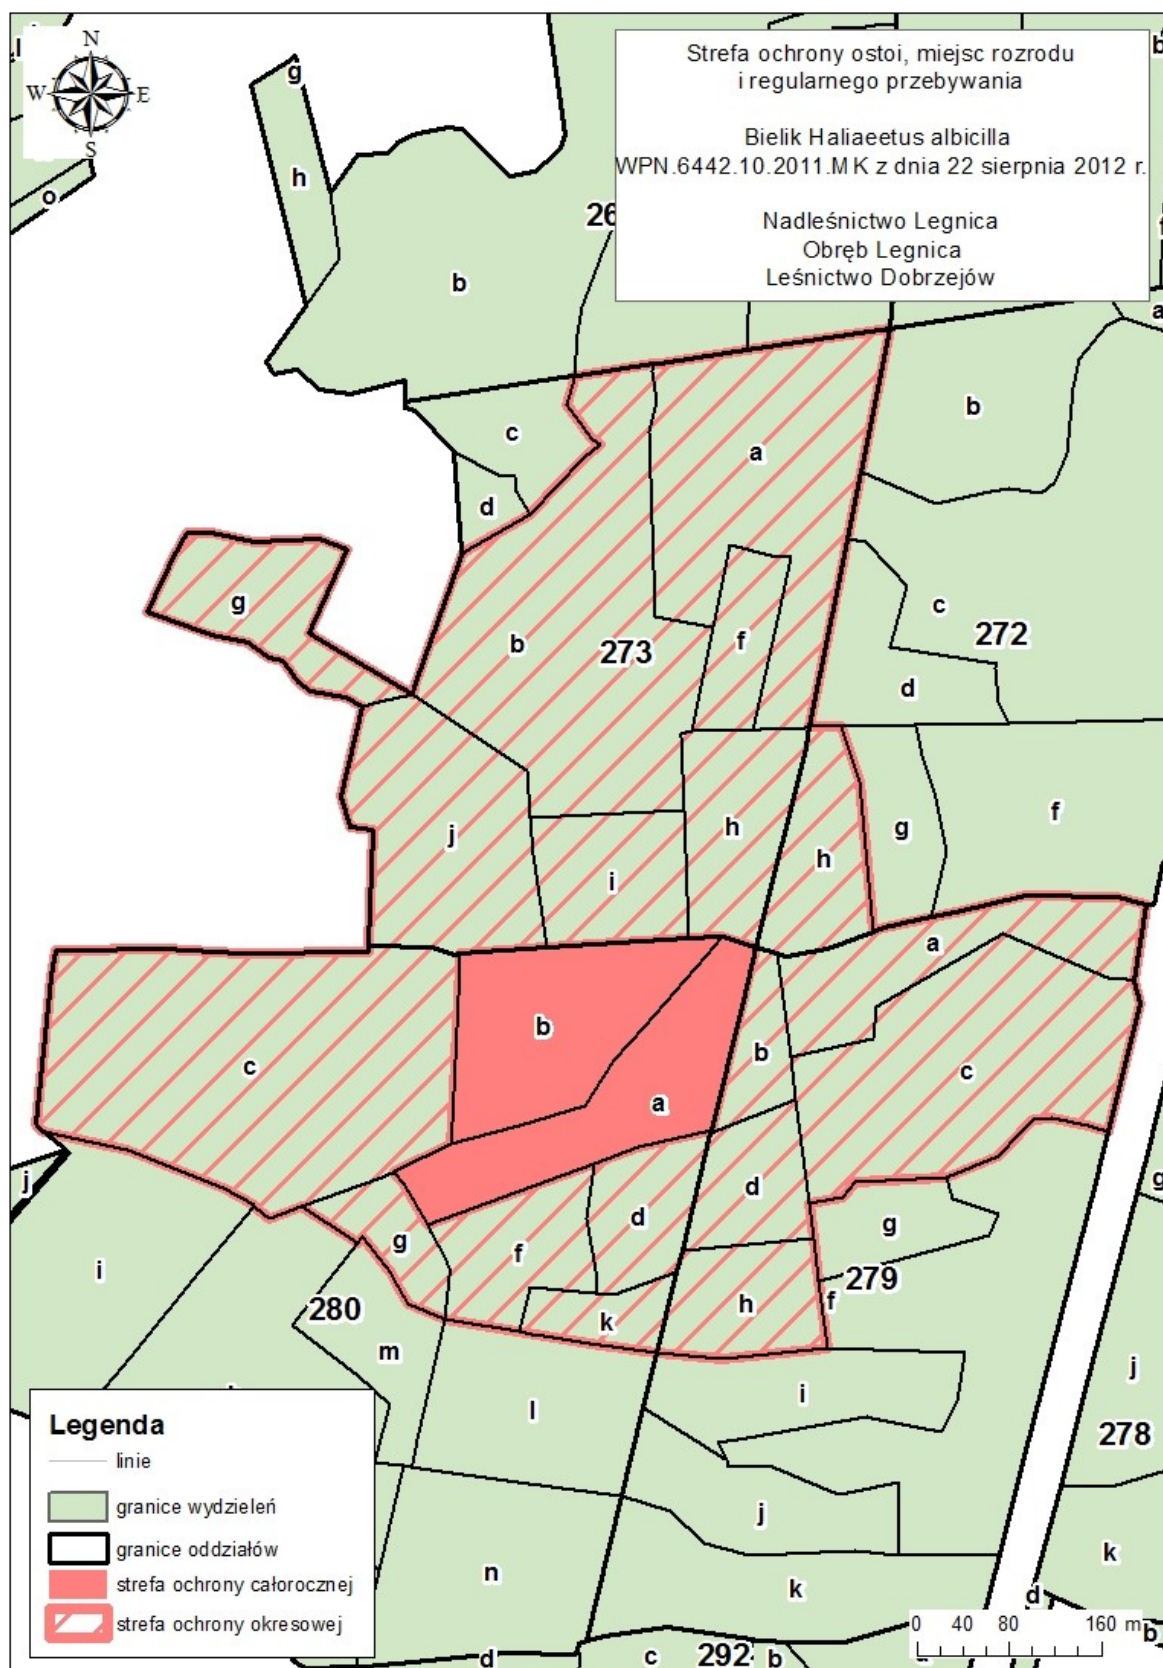 N
W E
S
Strefa ochrony ostoi, miejsc rozrodu
i regularnego przebywania
Bielik Haliaeetus albicilla
WPN.6442.10.2011.MK z dnia 22 sierpnia 2012 r.
Nadleśnictwo Legnica
Obręb Legnica
Leśnictwo Dobrzejów
g
h
o
b
26
b
a
c
b
a
d
g
c
b
273
f
272
d
j
h
g
f
i
h
a
b
b
c
c
a
j
d
d
g
g
g
f
i
279
h
f
280
k
m
j
i
l
278
j
k
n
k
d
b
d
c
292
b
Legenda
linie
granice wydzieleń
granice oddziałów
strefa ochrony całorocznej
strefa ochrony okresowej
0 40 80 160 m